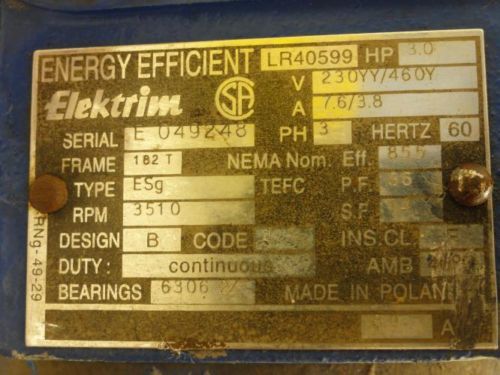 ENERGY EFFICIENT LR40599 HP 3.0
Elektrim SA V 230YY/460Y
A 7.6/3.8
SERIAL E 049248 PH 3 HERTZ 60
FRAME 182 T NEMA Nom. Eff. 855
TYPE ESg TEFC P.F.
RPM 3510 S.F.
DESIGN B CODE INS.CL. F
DUTY: continuous AMB
BEARINGS 6306 MADE IN POLAND
A
RNg-49-29